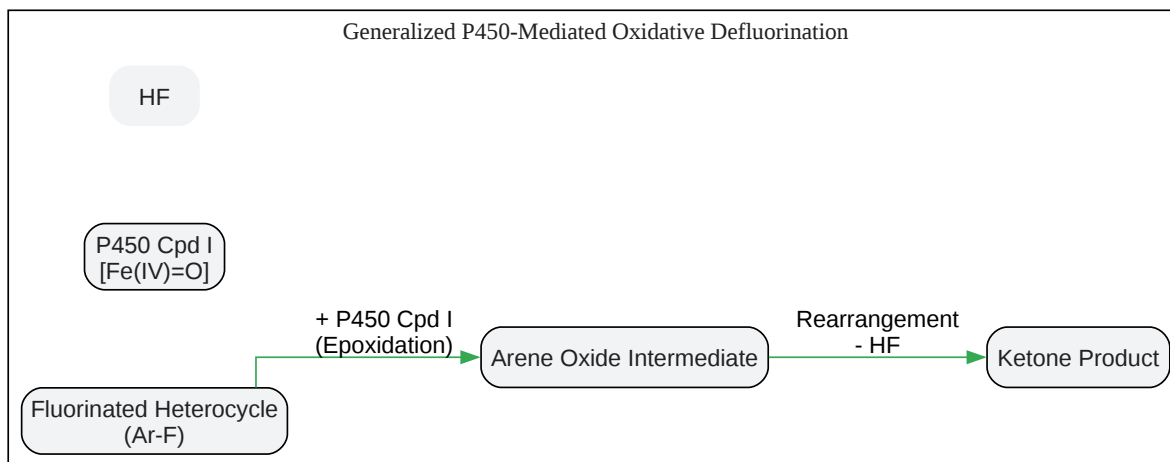 Generalized P450-Mediated Oxidative Defluorination
HF
P450 Cpd I
[Fe(IV)=O]
+ P450 Cpd I
(Epoxidation)
Rearrangement
- HF
Arene Oxide Intermediate
Ketone Product
Fluorinated Heterocycle
(Ar-F)